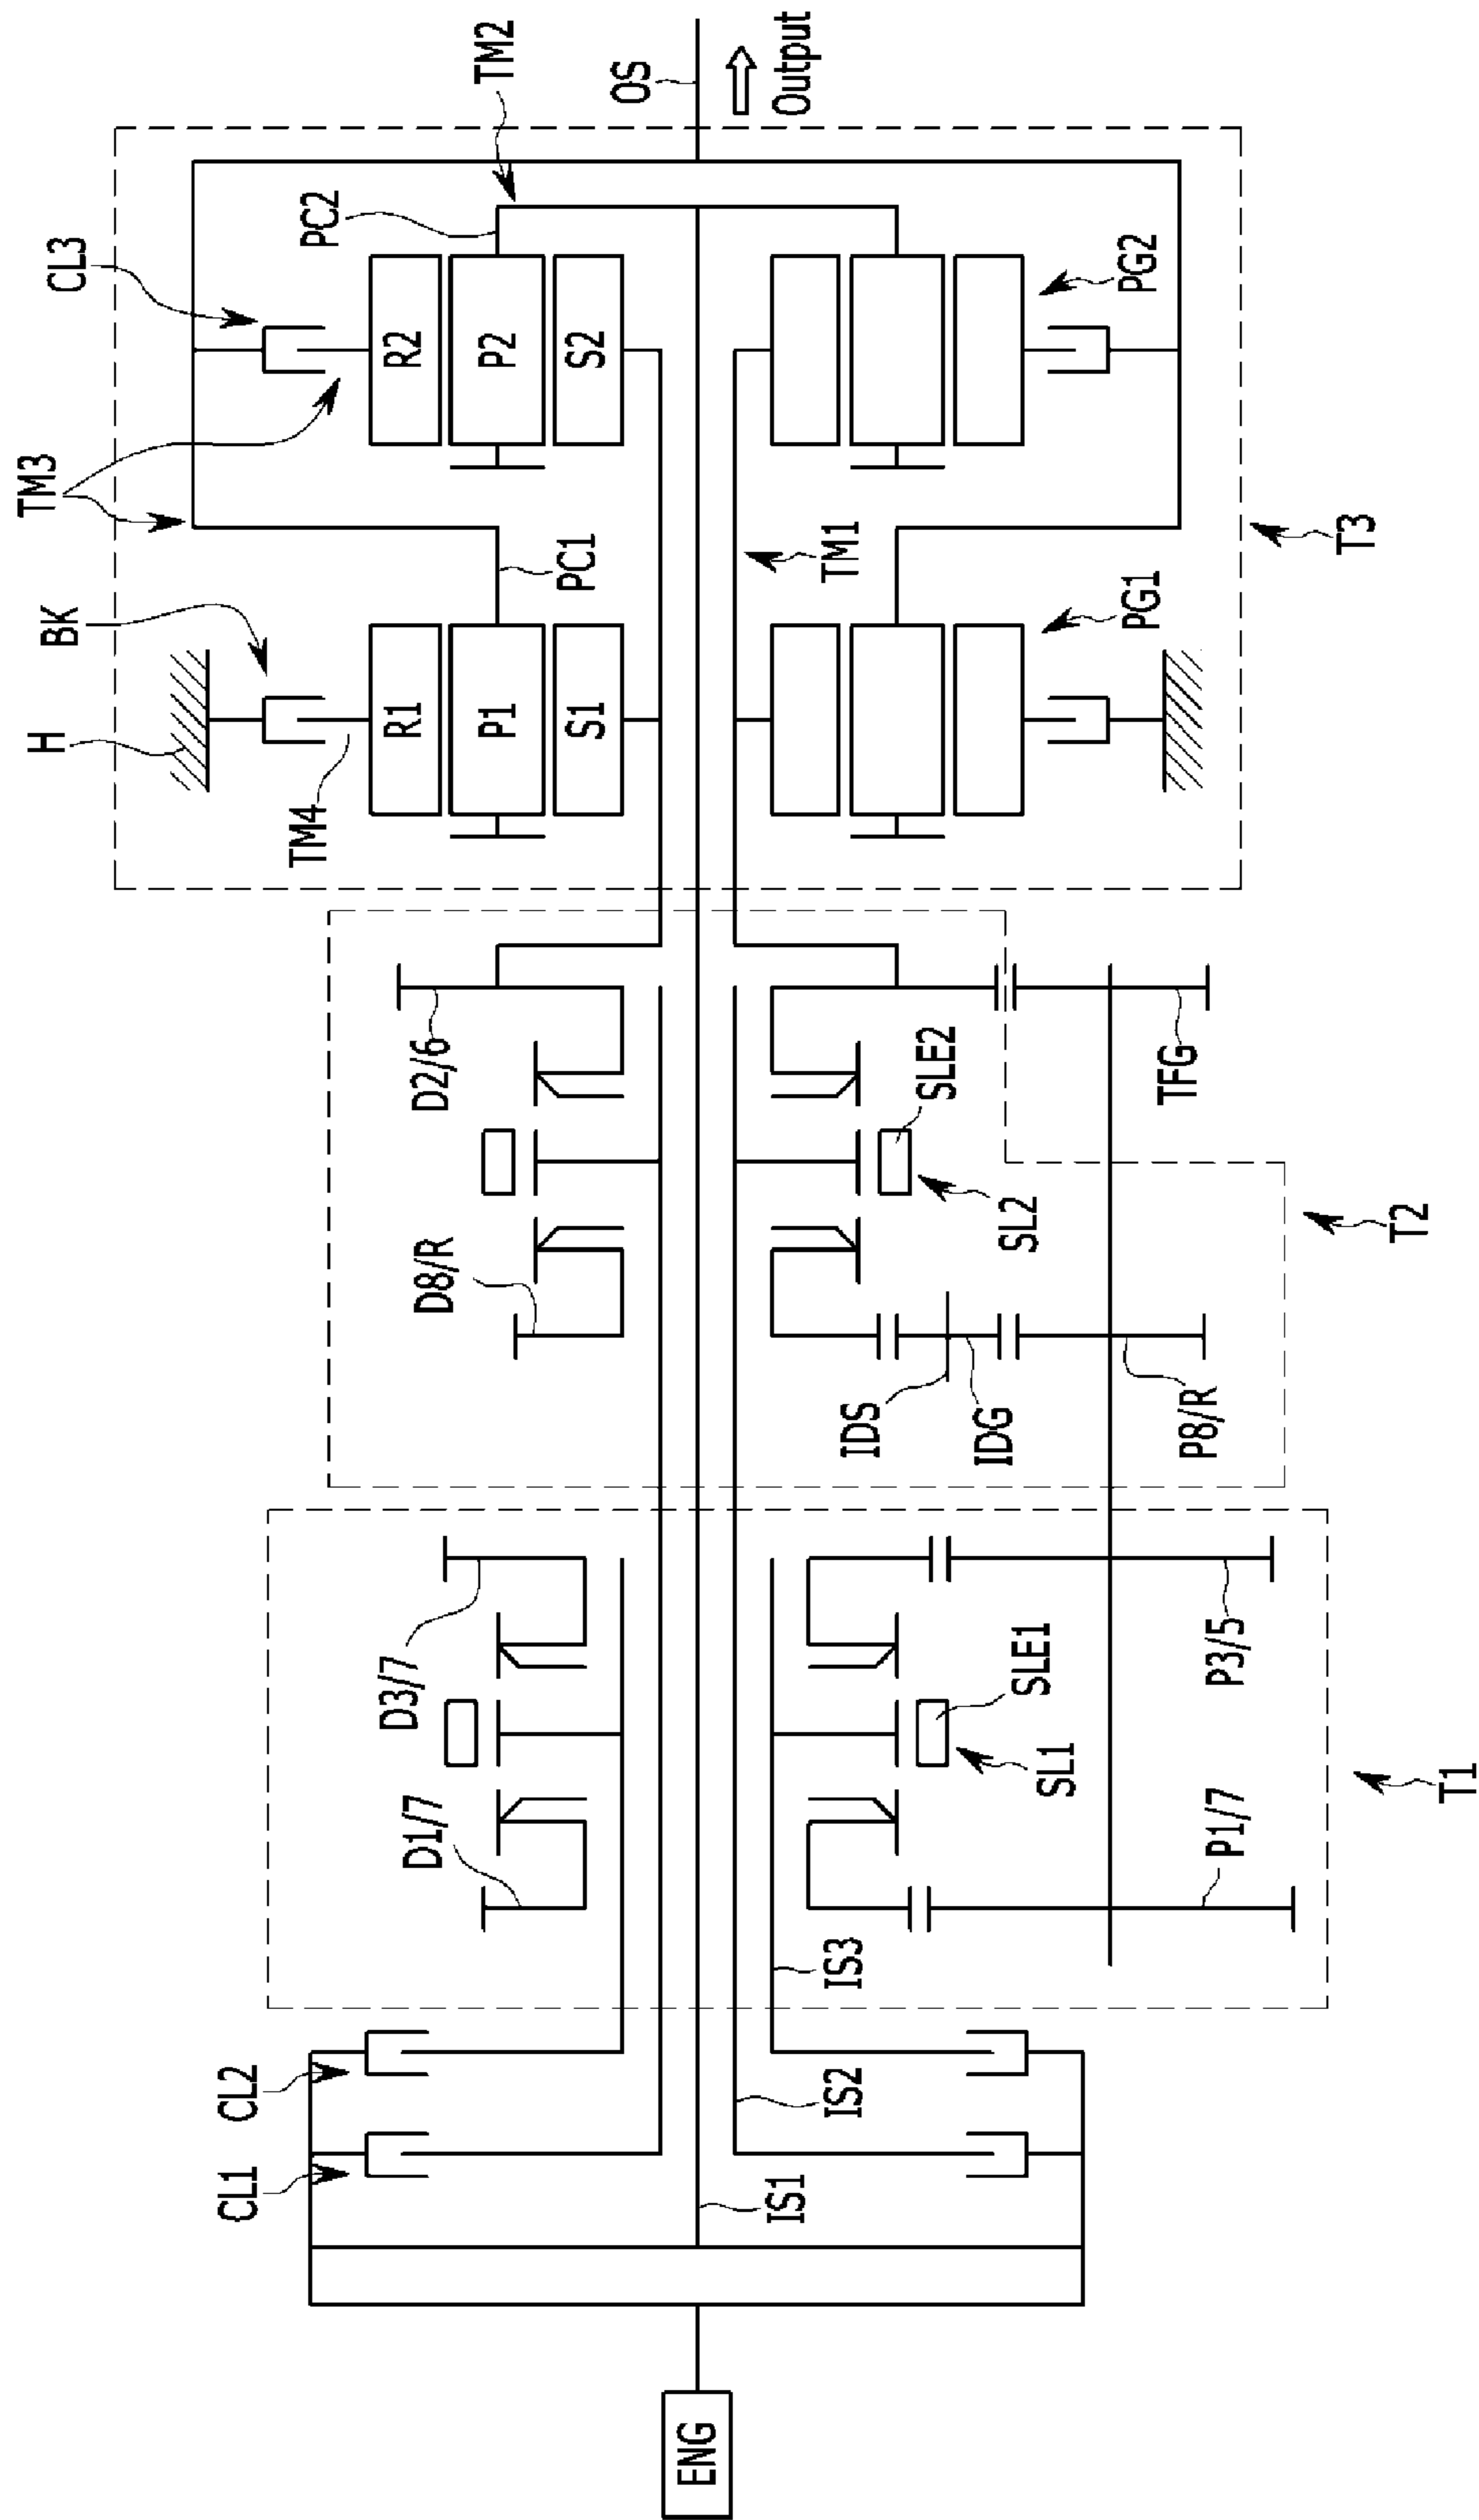 ENG
CL1
CL2
IS1
IS2
IS3
D1/7
D3/7
SL1
SLE1
P1/7
P3/5
T1
D8/R
D2/6
IDS
IDG
SL2
SLE2
P8/R
TFG
T2
H
BK
TM4
R1
P1
S1
PC1
TM1
PG1
TM3
CL3
R2
P2
S2
PC2
PG2
T3
TM2
OS
Output